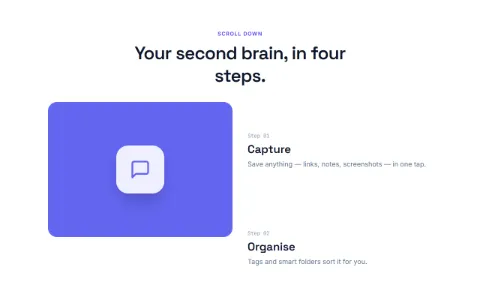 SCROLL DOWN
Your second brain, in four
steps.
Step 01
Capture
Save anything — links, notes, screenshots — in one tap.
Step 02
Organise
Tags and smart folders sort it for you.